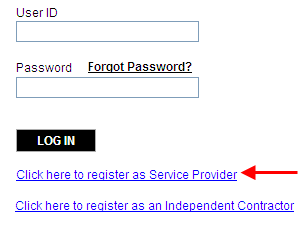 User ID
Password Forgot Password?
LOG IN
Click here to register as Service Provider
Click here to register as an Independent Contractor